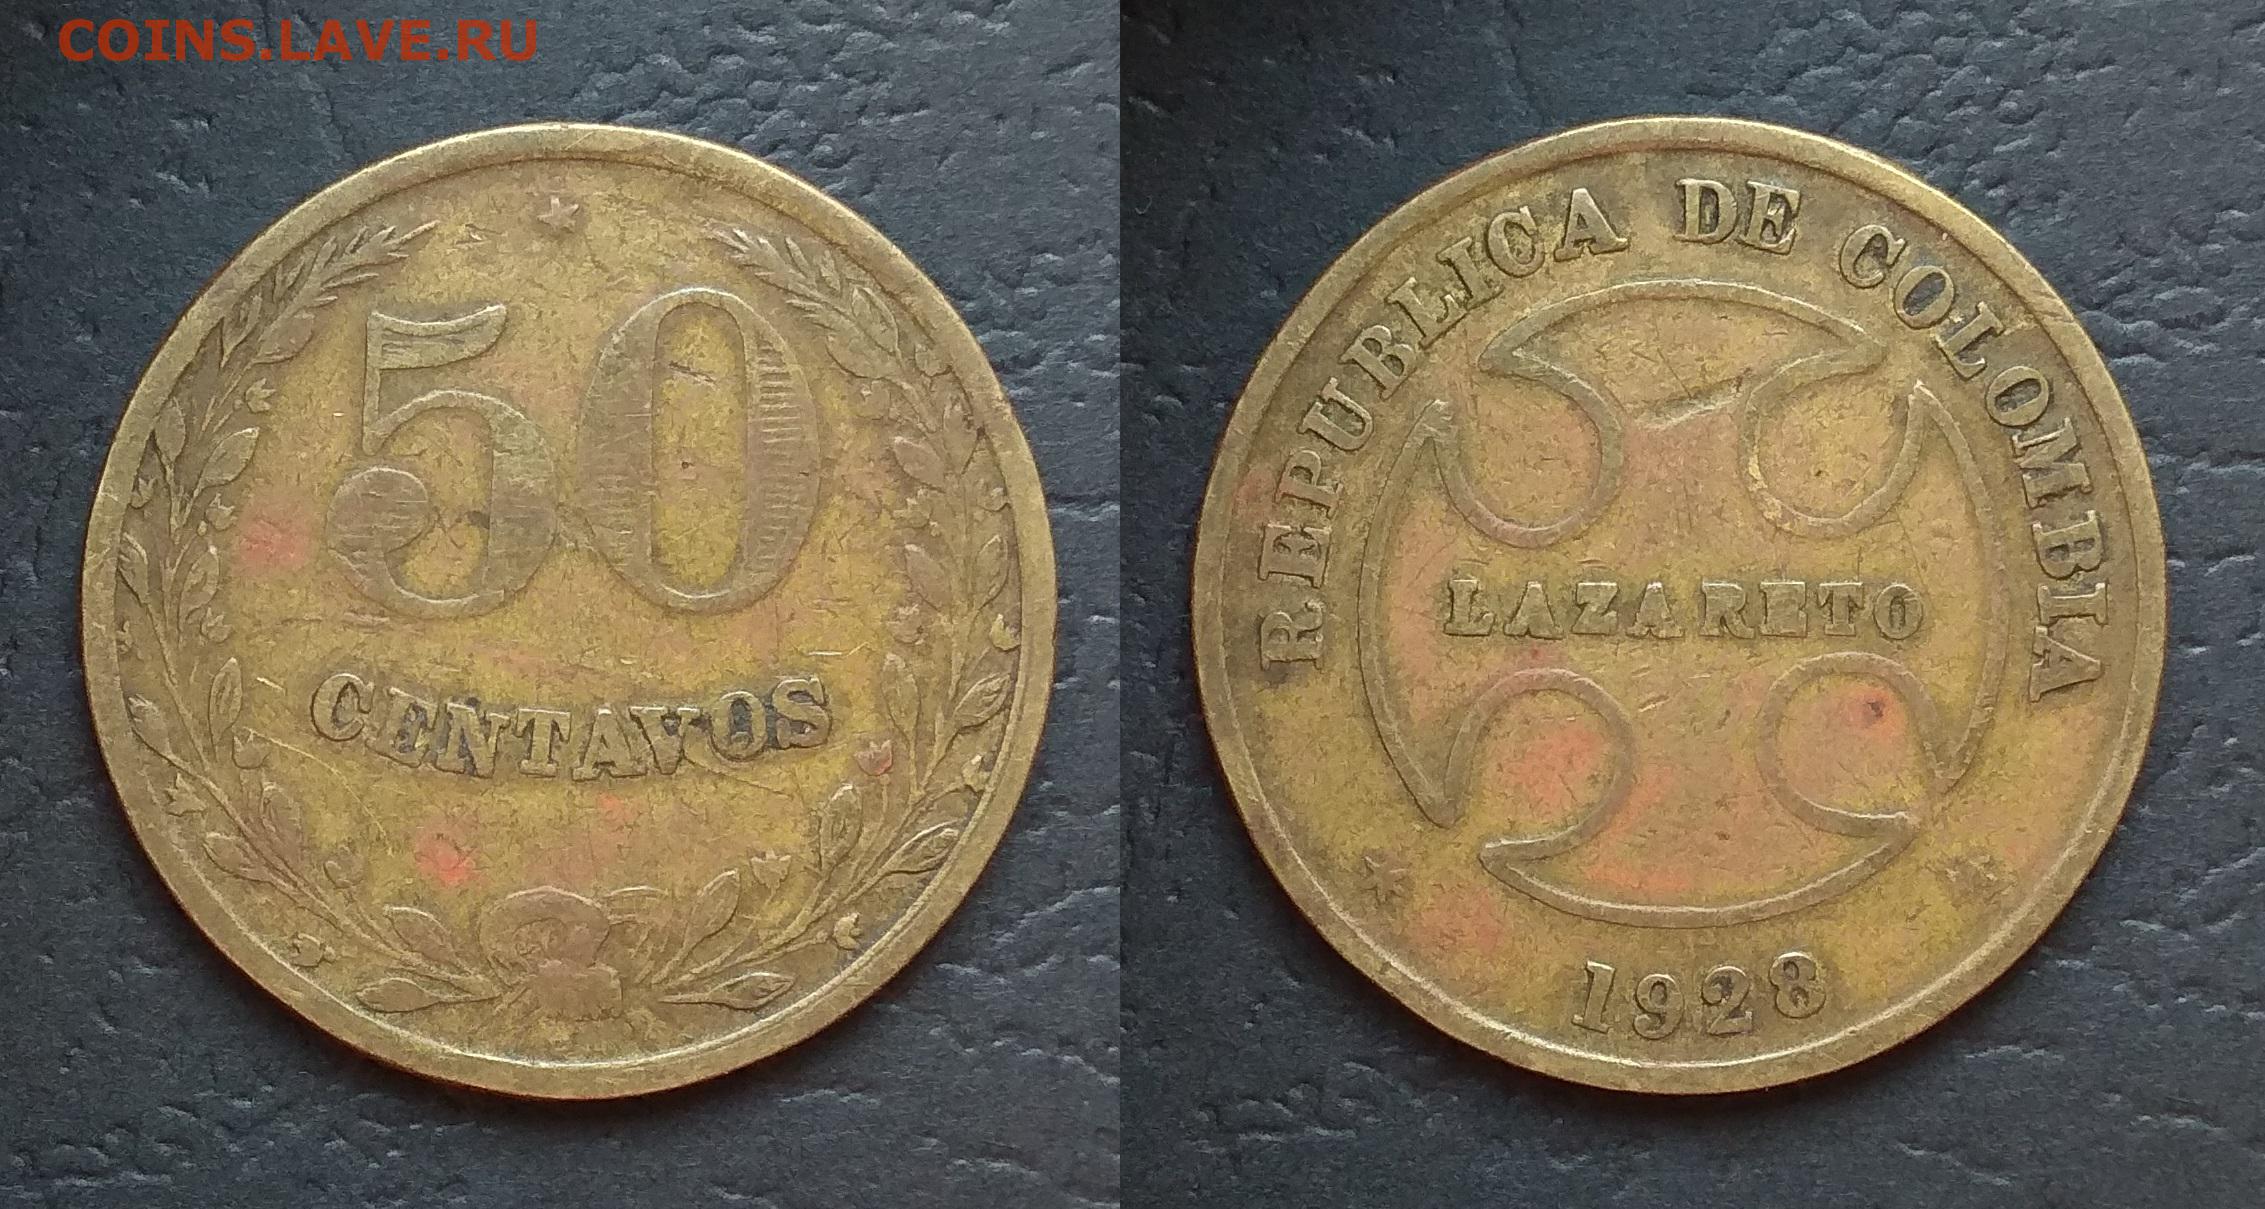 COINS.LAVE.RU
50
CENTAVOS
REPUBLICA DE COLOMBIA
LAZARETO
1928